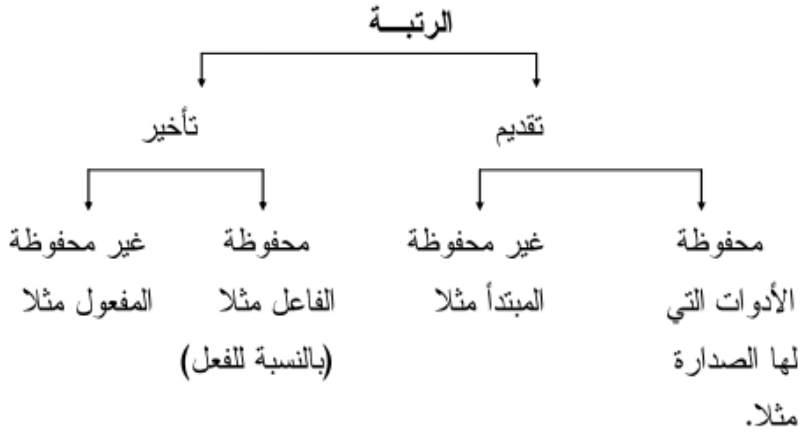 الرتبـــة
تقديم تأخير
محفوظة غير محفوظة محفوظة غير محفوظة
الأدوات التي المبتدأ مثلا الفاعل مثلا المفعول مثلا
لها الصدارة (بالنسبة للفعل)
مثلا.